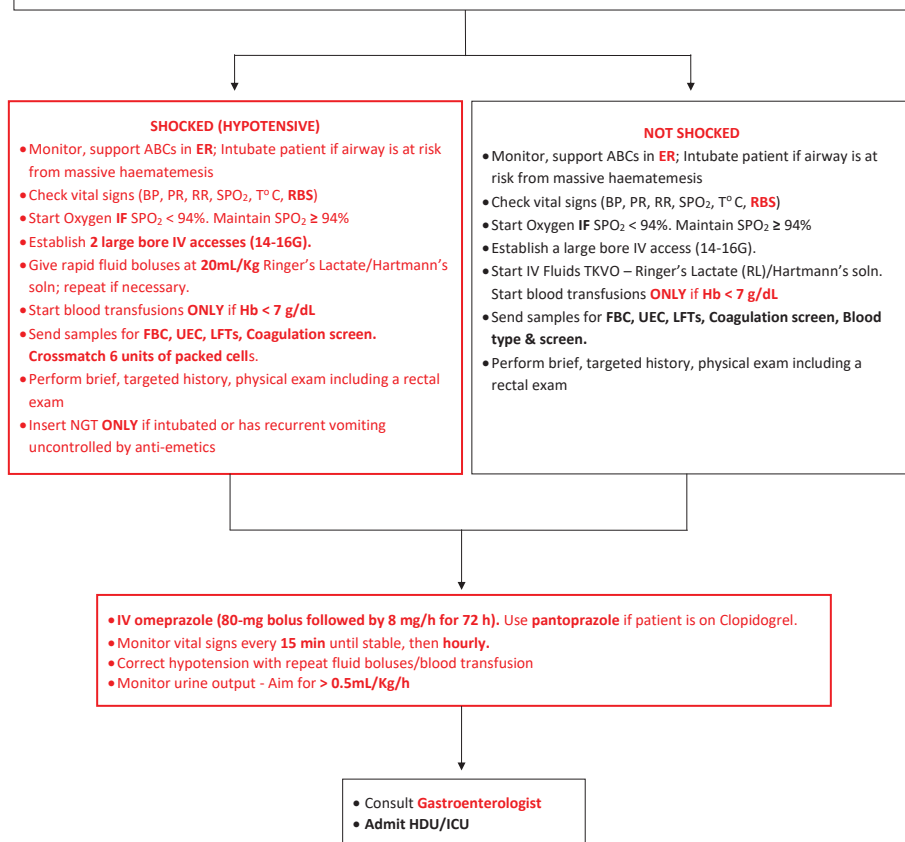 SHOCKED (HYPOTENSIVE)
• Monitor, support ABCs in ER; Intubate patient if airway is at risk
from massive haematemesis
• Check vital signs (BP, PR, RR, SPO₂, Tº C, RBS)
• Start Oxygen IF SPO₂ < 94%. Maintain SPO₂ ≥ 94%
• Establish 2 large bore IV accesses (14-16G).
• Give rapid fluid boluses at 20mL/Kg Ringer's Lactate/Hartmann's
soln; repeat if necessary.
• Start blood transfusions ONLY if Hb < 7 g/dL
• Send samples for FBC, UEC, LFTs, Coagulation screen.
Crossmatch 6 units of packed cells.
• Perform brief, targeted history, physical exam including a rectal
exam
• Insert NGT ONLY if intubated or has recurrent vomiting
uncontrolled by anti-emetics
NOT SHOCKED
• Monitor, support ABCs in ER; Intubate patient if airway is at
risk from massive haematemesis
• Check vital signs (BP, PR, RR, SPO₂, Tº C, RBS)
• Start Oxygen IF SPO₂ < 94%. Maintain SPO₂ ≥ 94%
• Establish a large bore IV access (14-16G).
• Start IV Fluids TKVO – Ringer's Lactate (RL)/Hartmann's soln.
Start blood transfusions ONLY if Hb < 7 g/dL
• Send samples for FBC, UEC, LFTs, Coagulation screen, Blood
type & screen.
• Perform brief, targeted history, physical exam including a
rectal exam
• IV omeprazole (80-mg bolus followed by 8 mg/h for 72 h). Use pantoprazole if patient is on Clopidogrel.
• Monitor vital signs every 15 min until stable, then hourly.
• Correct hypotension with repeat fluid boluses/blood transfusion
• Monitor urine output - Aim for > 0.5mL/Kg/h
• Consult Gastroenterologist
• Admit HDU/ICU